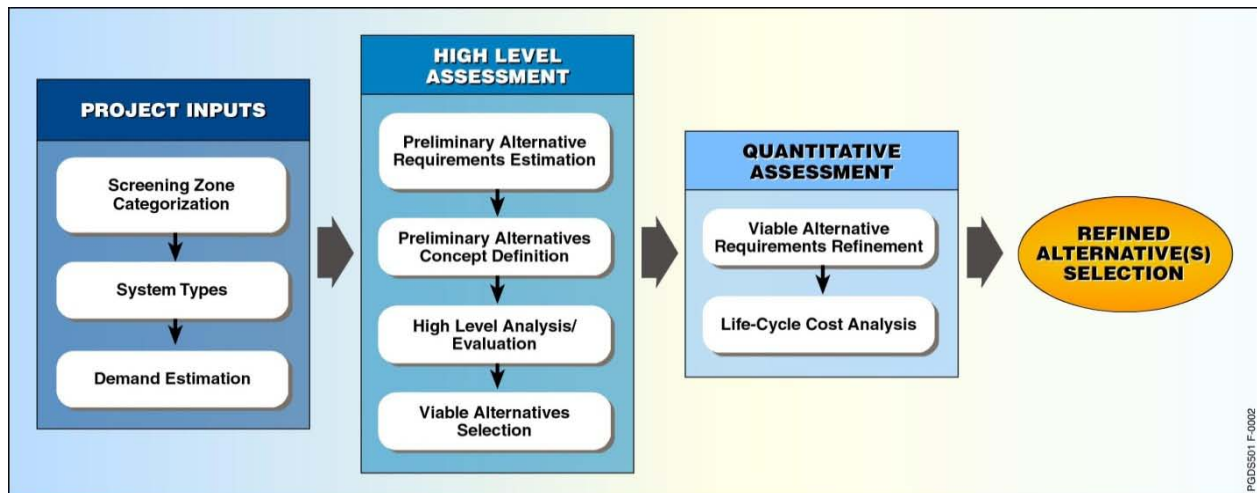 PROJECT INPUTS
Screening Zone
Categorization
System Types
Demand Estimation
HIGH LEVEL
ASSESSMENT
Preliminary Alternative
Requirements Estimation
Preliminary Alternatives
Concept Definition
High Level Analysis/
Evaluation
Viable Alternatives
Selection
QUANTITATIVE
ASSESSMENT
Viable Alternative
Requirements Refinement
Life-Cycle Cost Analysis
REFINED
ALTERNATIVE(S)
SELECTION
PGDS501 F-0002